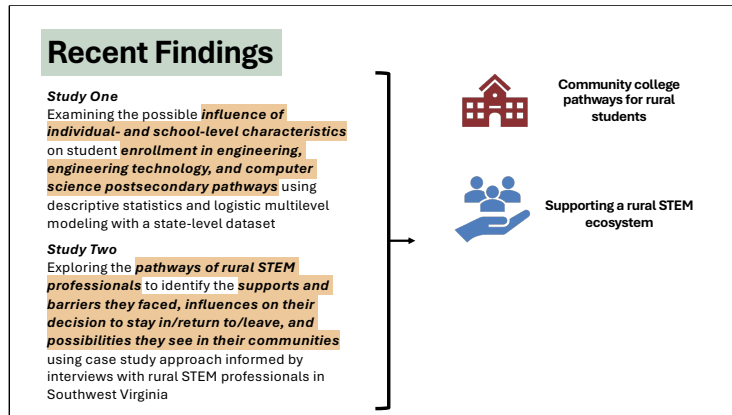 Recent Findings
Study One
Examining the possible influence of
individual- and school-level characteristics
on student enrollment in engineering,
engineering technology, and computer
science postsecondary pathways using
descriptive statistics and logistic multilevel
modeling with a state-level dataset
Study Two
Exploring the pathways of rural STEM
professionals to identify the supports and
barriers they faced, influences on their
decision to stay in/return to/leave, and
possibilities they see in their communities
using case study approach informed by
interviews with rural STEM professionals in
Southwest Virginia
Community college
pathways for rural
students
Supporting a rural STEM
ecosystem